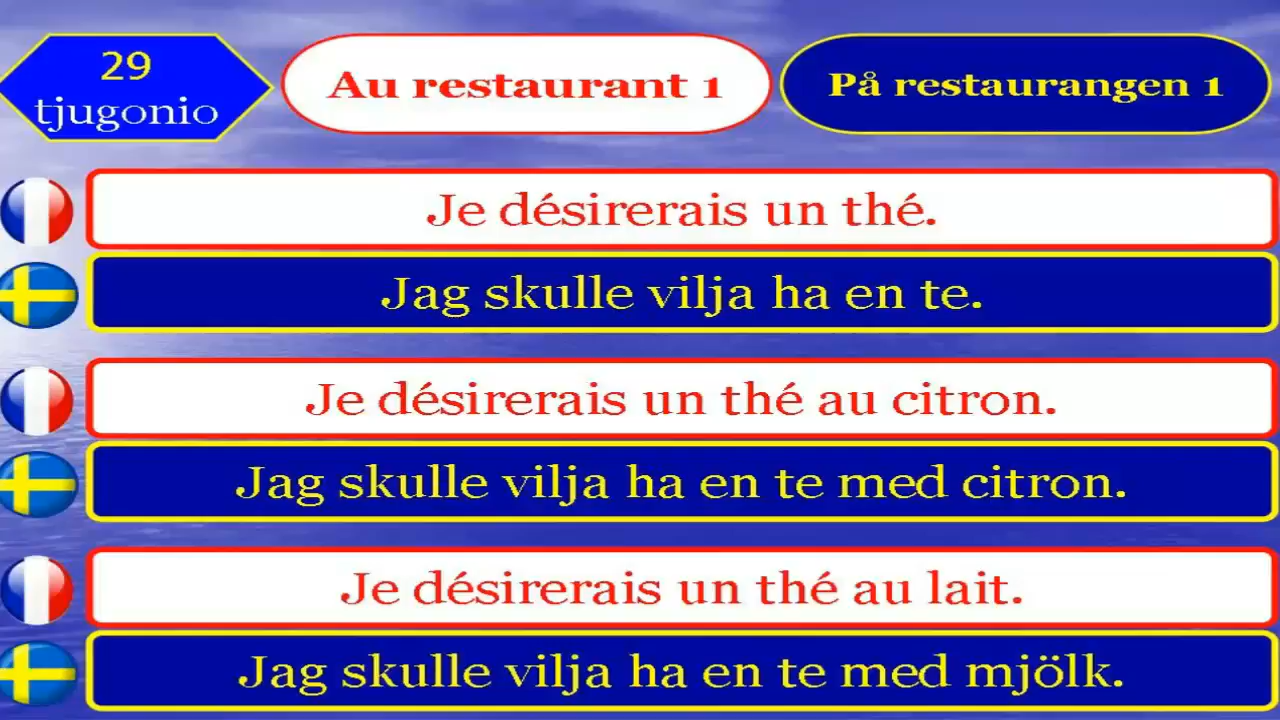 29
tjugonio
Au restaurant 1
På restaurangen 1
Je désirerais un thé.
Jag skulle vilja ha en te.
Je désirerais un thé au citron.
Jag skulle vilja ha en te med citron.
Je désirerais un thé au lait.
Jag skulle vilja ha en te med mjölk.